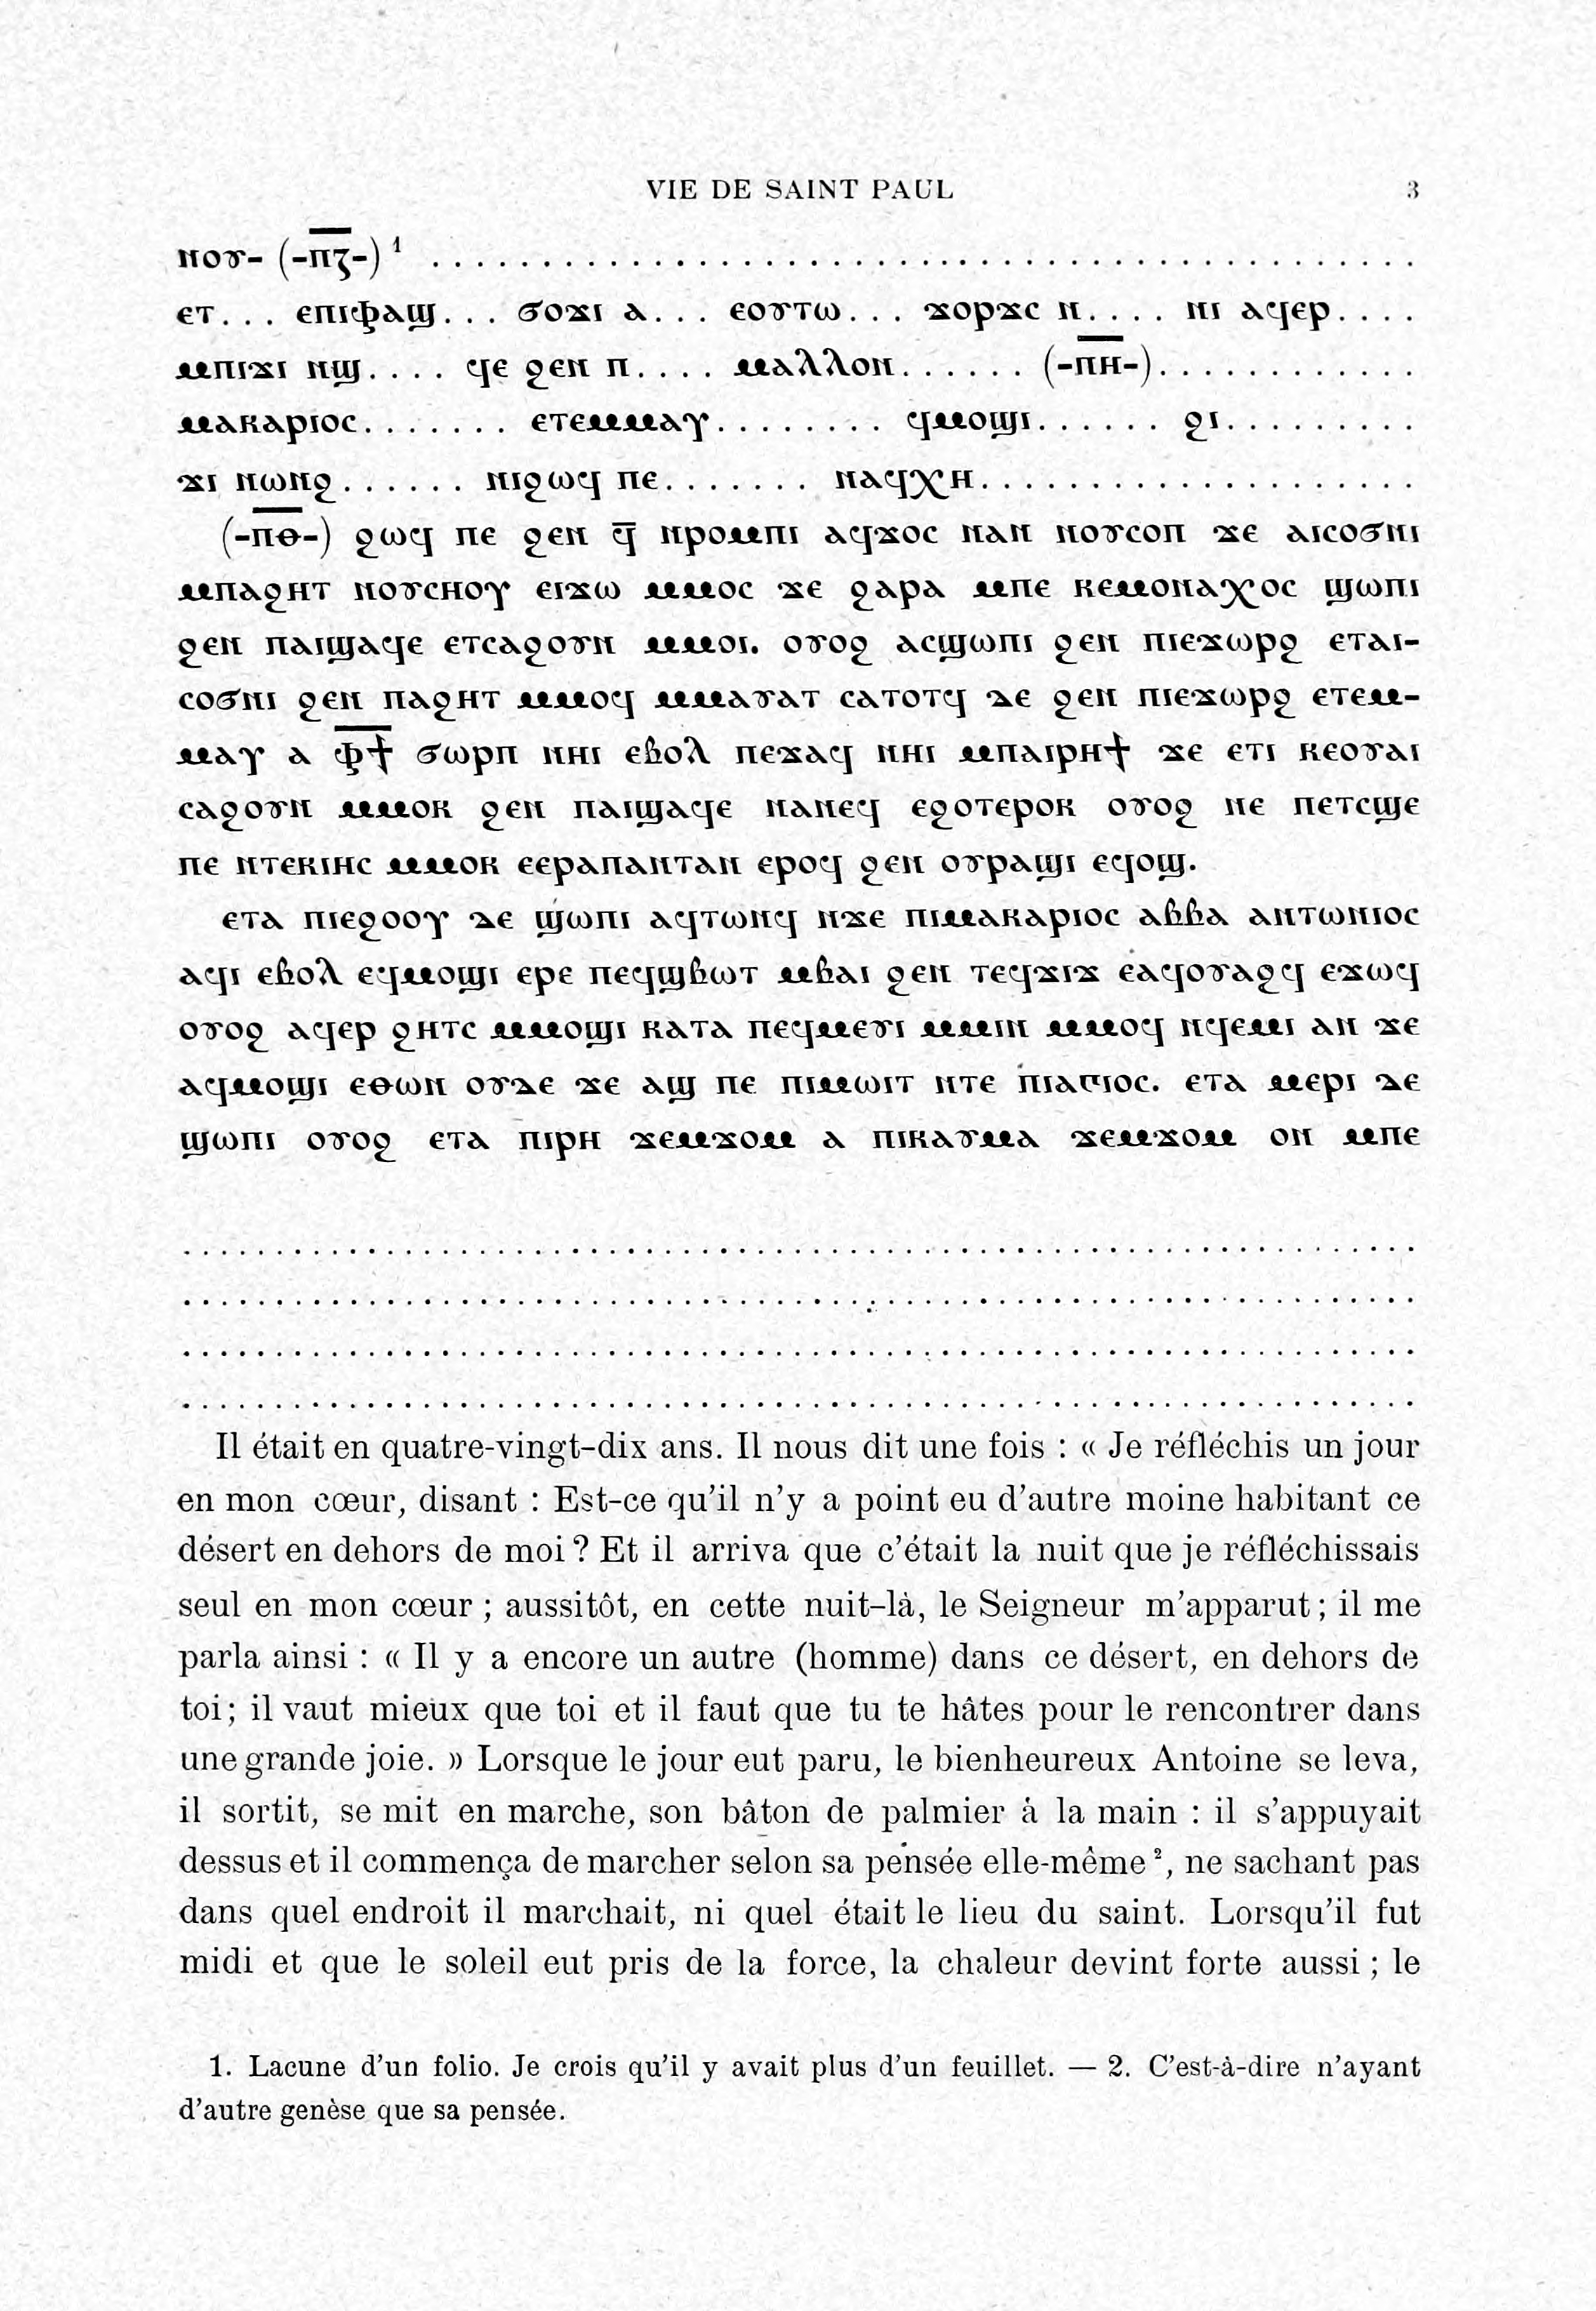 VIE DE SAINT PAUL 3
ⲛⲟⲩ- (-ⲡ̅ⲍ̅-)¹ . . . . . . . . . . . . . . . . . . . .
ⲉⲧ... ⲉⲡⲓⲫⲁϣ... ϭⲟϫⲓ ⲁ... ⲉⲟⲩⲧⲱ... ϫⲟⲣϫⲥ ⲛ.... ⲛⲓ ⲁϥⲉⲣ....
ⲙⲡⲓϫⲓ ⲛϣ.... ϥⲉ ϧⲉⲛ ⲡ.... ⲙⲁⲗⲗⲟⲛ...... (-ⲡ̅ⲏ̅-)............
ⲙⲁⲕⲁⲣⲓⲟⲥ....... ⲉⲧⲉⲙⲙⲁⲩ........ ϥⲙⲟϣⲓ...... ϩⲓ.........
ϫⲓ ⲛⲱⲛϧ...... ⲛⲓϩⲱϥ ⲡⲉ....... ⲛⲁϥⲭⲏ...................
(-ⲡ̅ⲑ̅-) ϩⲱϥ ⲡⲉ ϧⲉⲛ ϥ̅ ⲛⲣⲟⲙⲡⲓ ⲁϥϫⲟⲥ ⲛⲁⲛ ⲛⲟⲩⲥⲟⲡ ϫⲉ ⲁⲓⲥⲟϭⲛⲓ
ⲙⲡⲁϩⲏⲧ ⲛⲟⲩⲥⲏⲟⲩ ⲉⲓϫⲱ ⲙⲙⲟⲥ ϫⲉ ϩⲁⲣⲁ ⲙⲡⲉ ⲕⲉⲙⲟⲛⲁⲭⲟⲥ ϣⲱⲡⲓ
ϧⲉⲛ ⲡⲁⲓϣⲁϥⲉ ⲉⲧⲥⲁϧⲟⲩⲛ ⲙⲙⲟⲓ. ⲟⲩⲟϩ ⲁⲥϣⲱⲡⲓ ϧⲉⲛ ⲡⲓⲉϫⲱⲣϩ ⲉⲧⲁⲓ-
ⲥⲟϭⲛⲓ ϧⲉⲛ ⲡⲁϩⲏⲧ ⲙⲙⲟϥ ⲙⲙⲁⲩⲁⲧ ⲥⲁⲧⲟⲧϥ ⲇⲉ ϧⲉⲛ ⲡⲓⲉϫⲱⲣϩ ⲉⲧⲉⲙ-
ⲙⲁⲩ ⲁ ⲫ̅ϯ̅ ϭⲱⲣⲡ ⲛⲏⲓ ⲉⲃⲟⲗ ⲡⲉϫⲁϥ ⲛⲏⲓ ⲙⲡⲁⲓⲣⲏϯ ϫⲉ ⲉⲧⲓ ⲕⲉⲟⲩⲁⲓ
ⲥⲁϧⲟⲩⲛ ⲙⲙⲟⲕ ϧⲉⲛ ⲡⲁⲓϣⲁϥⲉ ⲛⲁⲛⲉϥ ⲉϩⲟⲧⲉⲣⲟⲕ ⲟⲩⲟϩ ⲛⲉ ⲡⲉⲧⲥϣⲉ
ⲡⲉ ⲛⲧⲉⲕⲓⲏⲥ ⲙⲙⲟⲕ ⲉⲉⲣⲁⲡⲁⲛⲧⲁⲛ ⲉⲣⲟϥ ϧⲉⲛ ⲟⲩⲣⲁϣⲓ ⲉϥⲟϣ.
ⲉⲧⲁ ⲡⲓⲉϩⲟⲟⲩ ⲇⲉ ϣⲱⲡⲓ ⲁϥⲧⲱⲛϥ ⲛϫⲉ ⲡⲓⲙⲁⲕⲁⲣⲓⲟⲥ ⲁⲃⲃⲁ ⲁⲛⲧⲱⲛⲓⲟⲥ
ⲁϥⲓ ⲉⲃⲟⲗ ⲉϥⲙⲟϣⲓ ⲉⲣⲉ ⲡⲉϥϣⲃⲱⲧ ⲙⲃⲁⲓ ϧⲉⲛ ⲧⲉϥϫⲓϫ ⲉⲁϥⲟⲩⲁϩϥ ⲉϫⲱϥ
ⲟⲩⲟϩ ⲁϥⲉⲣ ϩⲏⲧⲥ ⲙⲙⲟϣⲓ ⲕⲁⲧⲁ ⲡⲉϥⲙⲉⲩⲓ ⲙⲙⲓⲛ ⲙⲙⲟϥ ⲛϥⲉⲙⲓ ⲁⲛ ϫⲉ
ⲁϥⲙⲟϣⲓ ⲉⲑⲱⲛ ⲟⲩⲇⲉ ϫⲉ ⲁϣ ⲡⲉ ⲡⲓⲙⲱⲓⲧ ⲛⲧⲉ ⲡⲓⲁⲅⲓⲟⲥ. ⲉⲧⲁ ⲙⲉⲣⲓ ⲇⲉ
ϣⲱⲡⲓ ⲟⲩⲟϩ ⲉⲧⲁ ⲡⲓⲣⲏ ϫⲉⲙϫⲟⲙ ⲁ ⲡⲓⲕⲁⲩⲙⲁ ϫⲉⲙϫⲟⲙ ⲟⲛ ⲙⲡⲉ
. . . . . . . . . . . . . . . . . . . .
. . . . . . . . . . . . . . . . . . . .
. . . . . . . . . . . . . . . . . . . .
. . . . . . . . . . . . . . . . . . . .
Il était en quatre-vingt-dix ans. Il nous dit une fois : « Je réfléchis un jour
en mon cœur, disant : Est-ce qu'il n'y a point eu d'autre moine habitant ce
désert en dehors de moi ? Et il arriva que c'était la nuit que je réfléchissais
seul en mon cœur ; aussitôt, en cette nuit-là, le Seigneur m'apparut ; il me
parla ainsi : « Il y a encore un autre (homme) dans ce désert, en dehors de
toi ; il vaut mieux que toi et il faut que tu te hâtes pour le rencontrer dans
une grande joie. » Lorsque le jour eut paru, le bienheureux Antoine se leva,
il sortit, se mit en marche, son bâton de palmier à la main : il s'appuyait
dessus et il commença de marcher selon sa pensée elle-même ², ne sachant pas
dans quel endroit il marchait, ni quel était le lieu du saint. Lorsqu'il fut
midi et que le soleil eut pris de la force, la chaleur devint forte aussi ; le
1. Lacune d'un folio. Je crois qu'il y avait plus d'un feuillet. — 2. C'est-à-dire n'ayant
d'autre genèse que sa pensée.